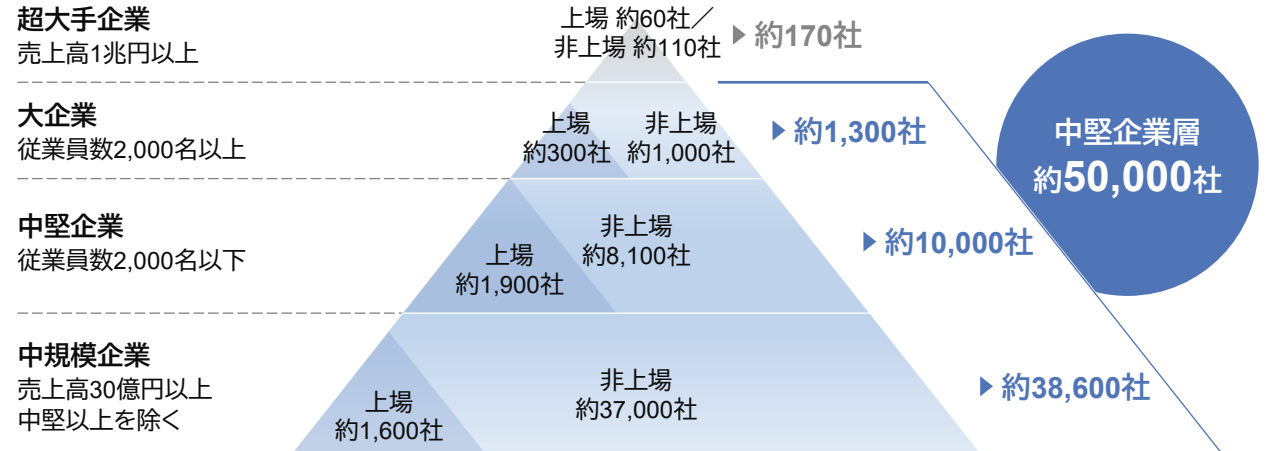 超大手企業
売上高1兆円以上
上場 約60社／
非上場 約110社
▶約170社
大企業
従業員数2,000名以上
上場
約300社
非上場
約1,000社
▶約1,300社
中堅企業層
約50,000社
中堅企業
従業員数2,000名以下
上場
約1,900社
非上場
約8,100社
▶約10,000社
中規模企業
売上高30億円以上
中堅以上を除く
上場
約1,600社
非上場
約37,000社
▶約38,600社